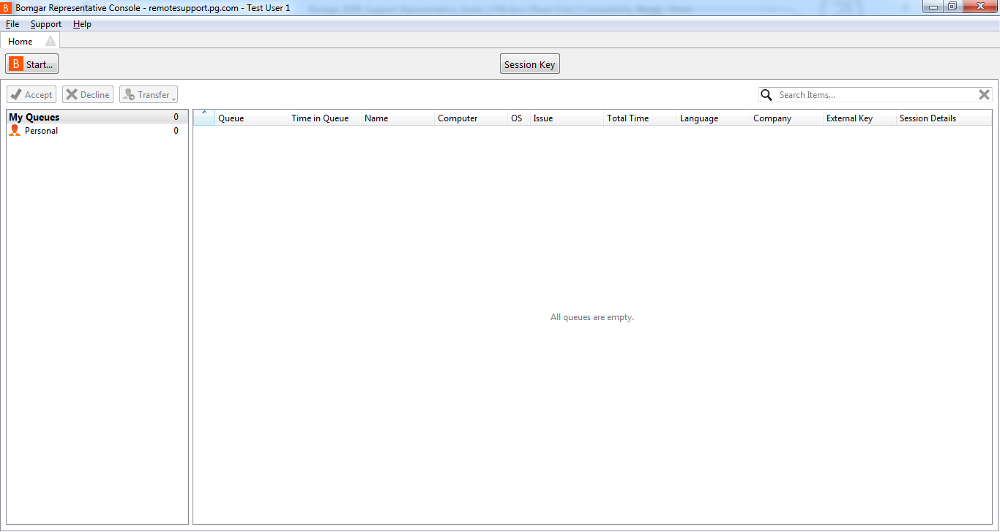 B Bomgar Representative Console - remotesupport.pg.com - Test User 1
File Support Help
Home
B Start... Session Key
Accept Decline Transfer Search Items...
My Queues 0 Queue Time in Queue Name Computer OS Issue Total Time Language Company External Key Session Details
Personal 0
All queues are empty.